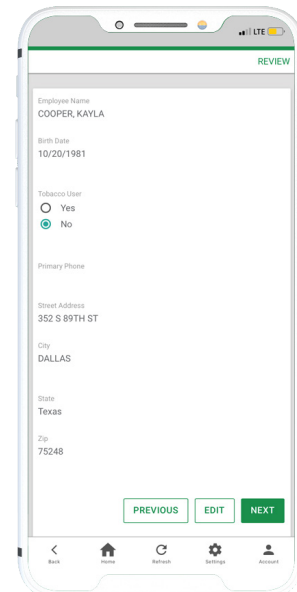 LTE
REVIEW
Employee Name
COOPER, KAYLA
Birth Date
10/20/1981
Tobacco User
Yes
No
Primary Phone
Street Address
352 S 89TH ST
City
DALLAS
State
Texas
Zip
75248
PREVIOUS EDIT NEXT
Back Home Refresh Settings Account